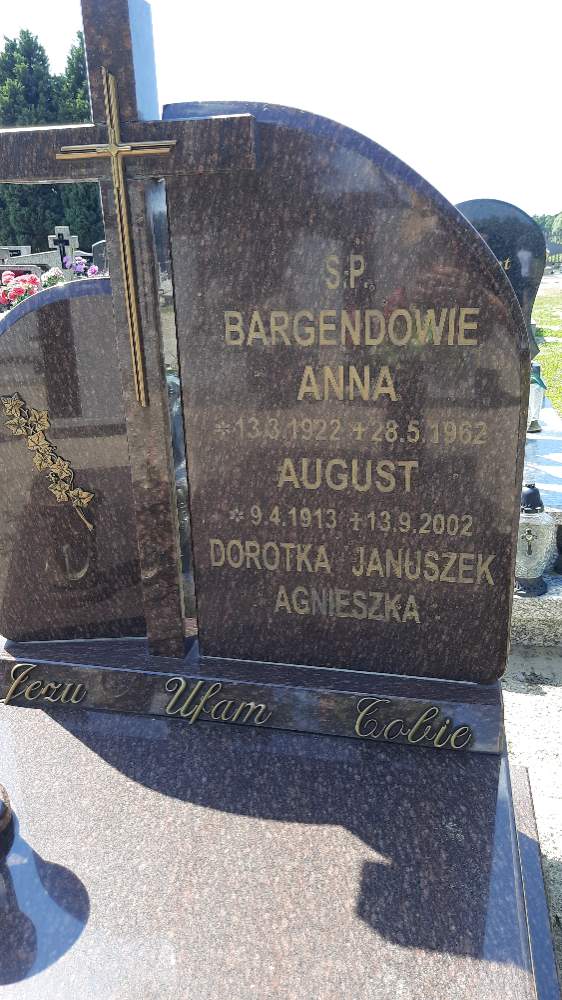 Ś.P.
BARGENDOWIE
ANNA
*13.3.1922 +28.5.1962
AUGUST
*9.4.1913 +13.9.2002
DOROTKA JANUSZEK
AGNIESZKA
Jezu Ufam Tobie